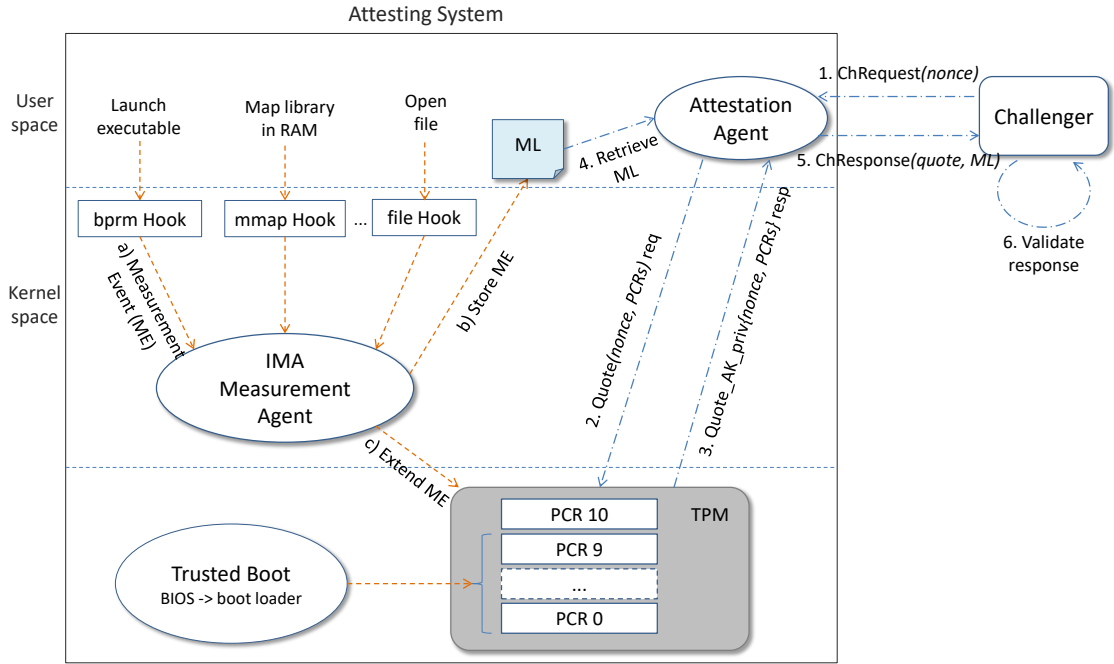 Attesting System
User
space
Launch
executable
Map library
in RAM
Open
file
ML
Attestation
Agent
1. ChRequest(nonce)
Challenger
4. Retrieve
ML
5. ChResponse(quote, ML)
6. Validate
response
bprm Hook
mmap Hook
...
file Hook
Kernel
space
a) Measurement
Event (ME)
b) Store ME
2. Quote(nonce, PCRs) req
3. Quote_AK_priv{nonce, PCRs} resp
IMA
Measurement
Agent
c) Extend ME
PCR 10
TPM
PCR 9
...
PCR 0
Trusted Boot
BIOS -> boot loader